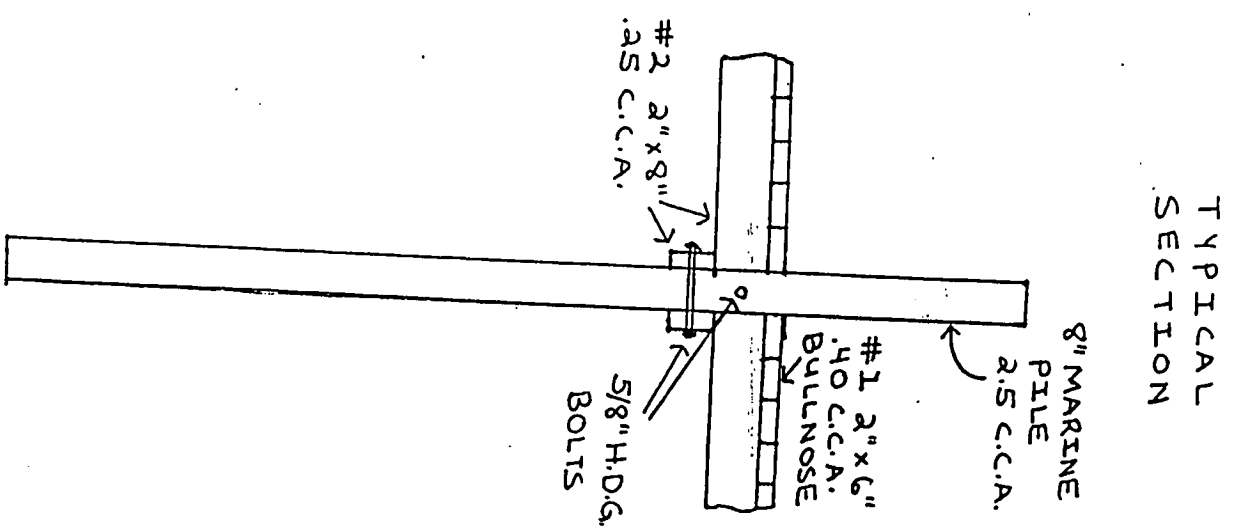 TYPICAL
SECTION
8" MARINE
PILE
2.5 C.C.A.
#1 2"x6"
.40 C.C.A.
BULLNOSE
5/8" H.D.G.
BOLTS
#2 2"x8"
.25 C.C.A.